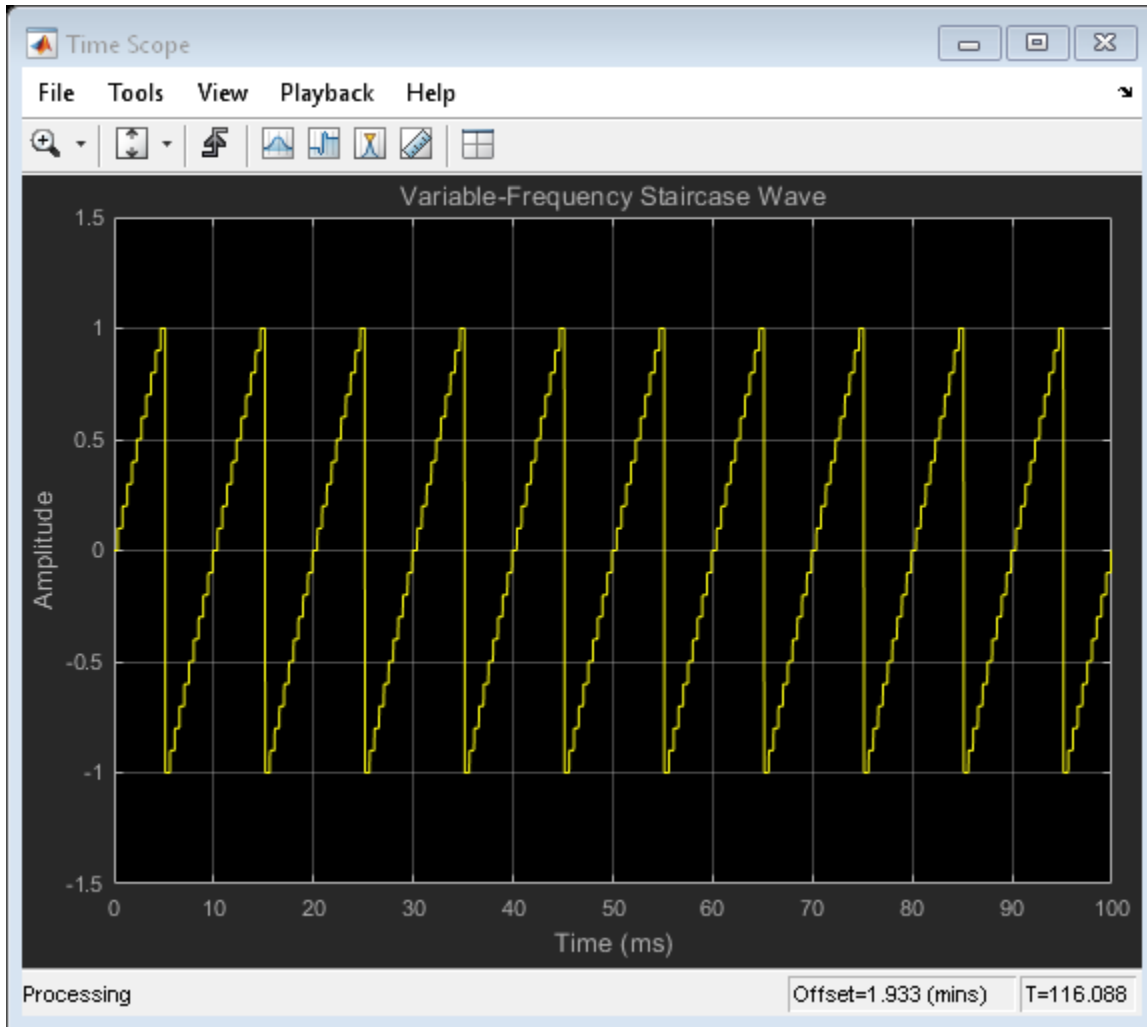 Time Scope
File Tools View Playback Help
Variable-Frequency Staircase Wave
1.5
1
0.5
0
-0.5
-1
-1.5
Amplitude
0 10 20 30 40 50 60 70 80 90 100
Time (ms)
Processing Offset=1.933 (mins) T=116.088